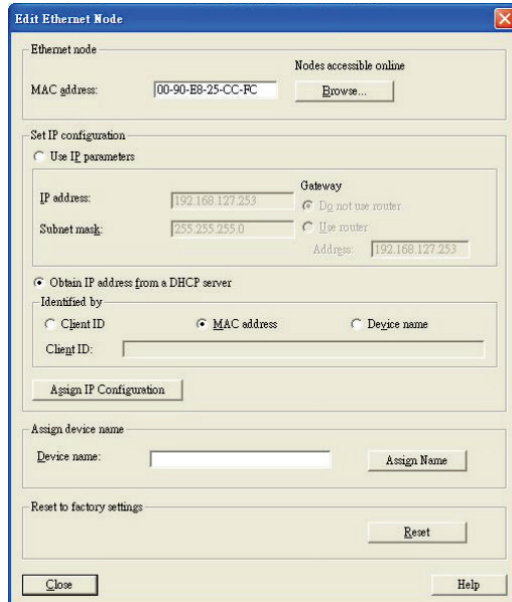 Edit Ethernet Node
Ethernet node
Nodes accessible online
MAC address: 00-90-E8-25-CC-FC Browse...
Set IP configuration
Use IP parameters
Gateway
IP address: 192.168.127.253 Do not use router
Subnet mask: 255.255.255.0 Use router
Address: 192.168.127.253
Obtain IP address from a DHCP server
Identified by
Client ID MAC address Device name
Client ID:
Assign IP Configuration
Assign device name
Device name: Assign Name
Reset to factory settings
Reset
Close Help